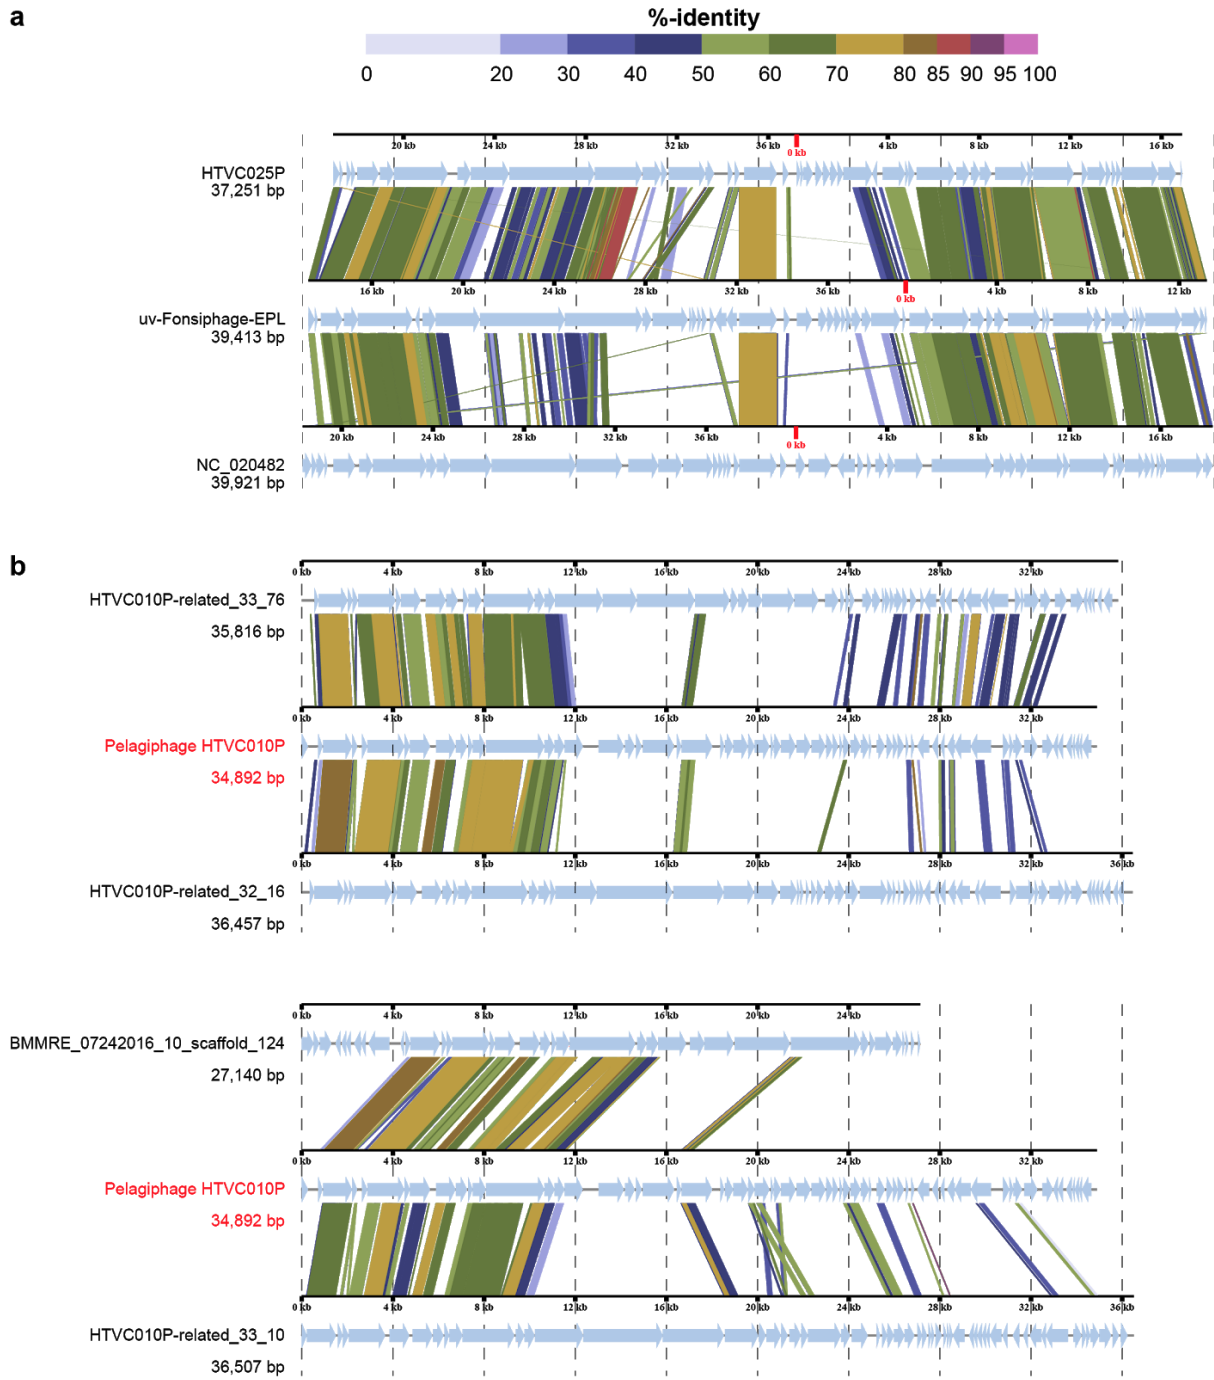 a
%-identity
0 20 30 40 50 60 70 80 85 90 95 100
20 kb 24 kb 28 kb 32 kb 36 kb 0 kb 4 kb 8 kb 12 kb 16 kb
HTVC025P
37,251 bp
16 kb 20 kb 24 kb 28 kb 32 kb 36 kb 0 kb 4 kb 8 kb 12 kb
uv-Fonsiphage-EPL
39,413 bp
20 kb 24 kb 28 kb 32 kb 36 kb 0 kb 4 kb 8 kb 12 kb 16 kb
NC_020482
39,921 bp
b
0 kb 4 kb 8 kb 12 kb 16 kb 20 kb 24 kb 28 kb 32 kb
HTVC010P-related_33_76
35,816 bp
0 kb 4 kb 8 kb 12 kb 16 kb 20 kb 24 kb 28 kb 32 kb
Pelagiphage HTVC010P
34,892 bp
0 kb 4 kb 8 kb 12 kb 16 kb 20 kb 24 kb 28 kb 32 kb 36 kb
HTVC010P-related_32_16
36,457 bp
0 kb 4 kb 8 kb 12 kb 16 kb 20 kb 24 kb
BMMRE_07242016_10_scaffold_124
27,140 bp
0 kb 4 kb 8 kb 12 kb 16 kb 20 kb 24 kb 28 kb 32 kb
Pelagiphage HTVC010P
34,892 bp
0 kb 4 kb 8 kb 12 kb 16 kb 20 kb 24 kb 28 kb 32 kb 36 kb
HTVC010P-related_33_10
36,507 bp